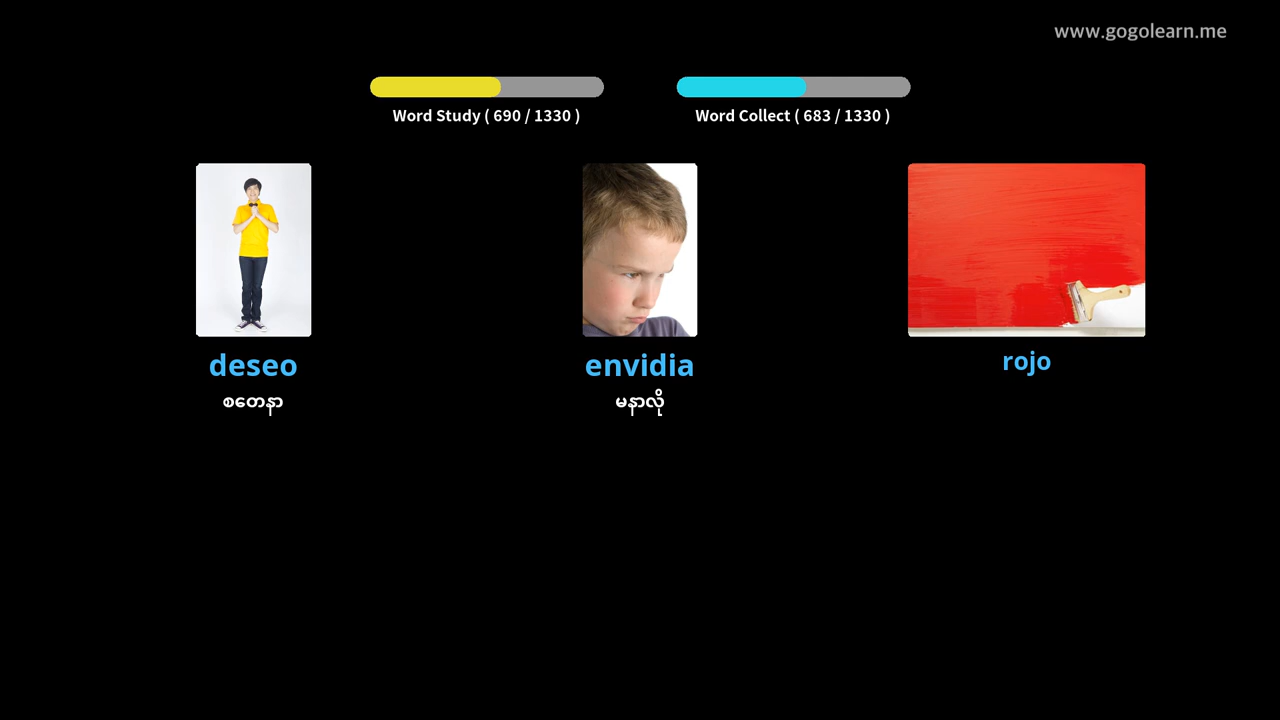 www.gogolearn.me
Word Study ( 690 / 1330 )
Word Collect ( 683 / 1330 )
deseo
envidia
rojo
စတေနာ
မနာလို